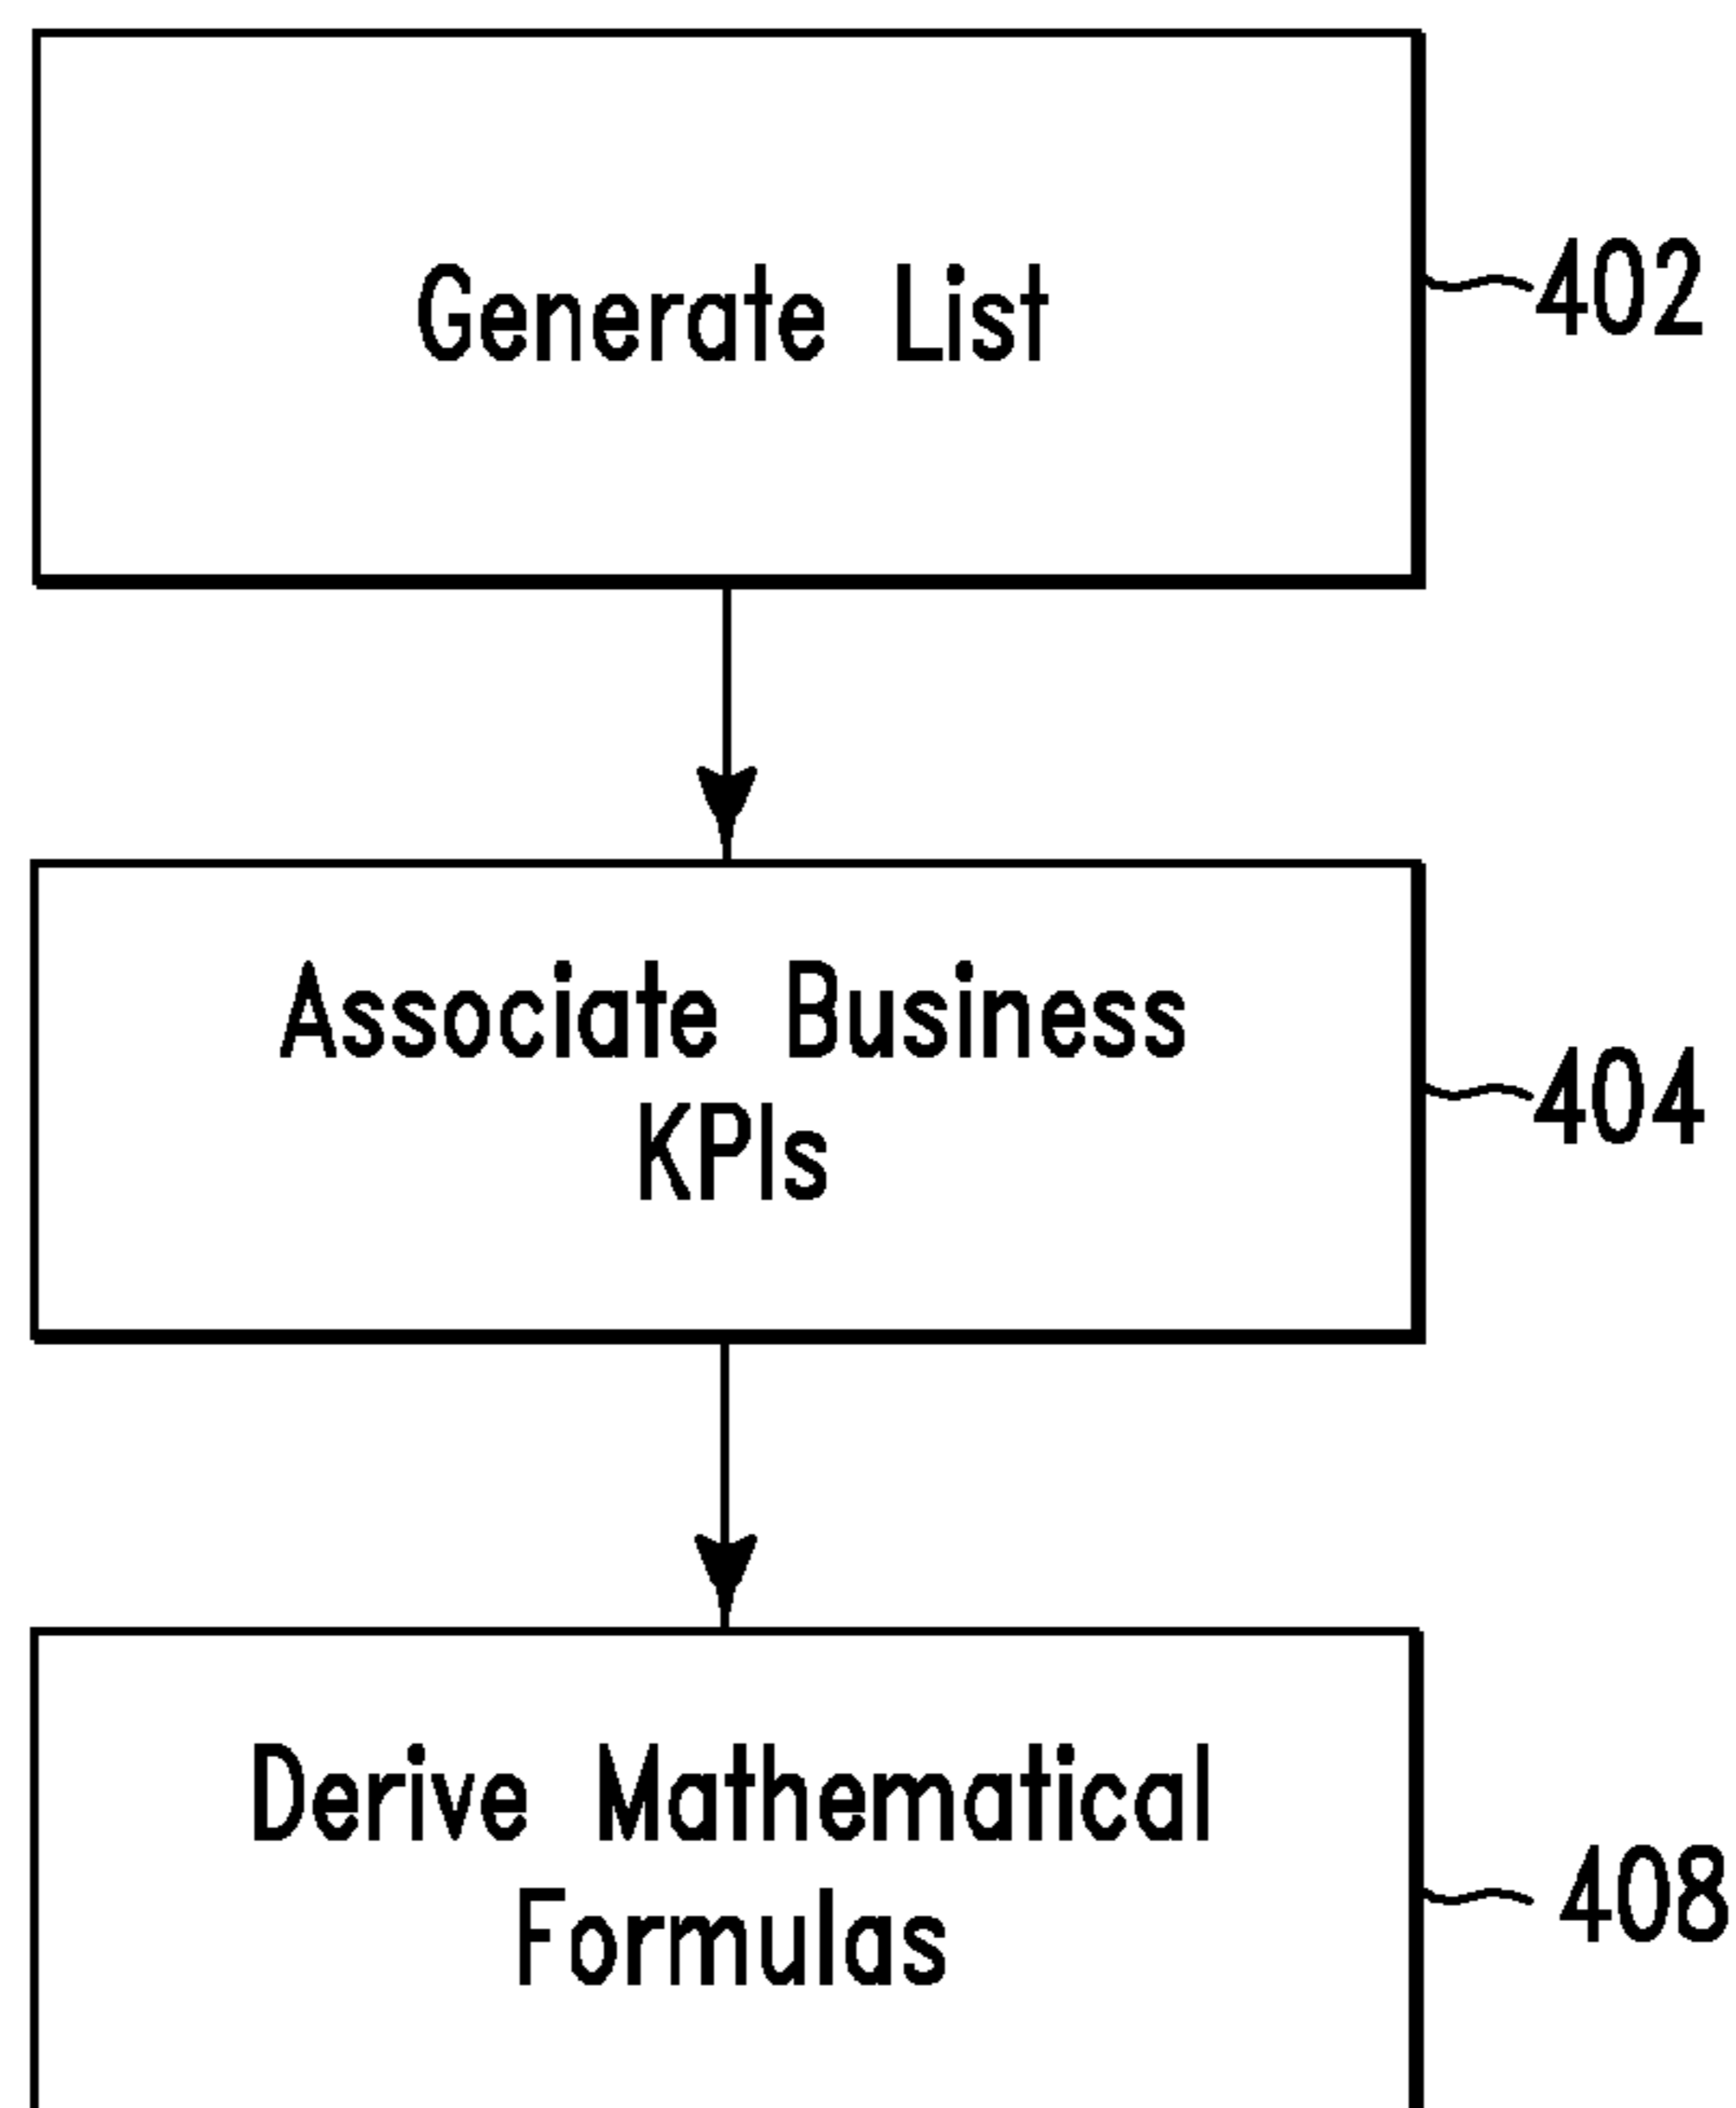 Generate List
402
Associate Business
KPIs
404
Derive Mathematical
Formulas
408